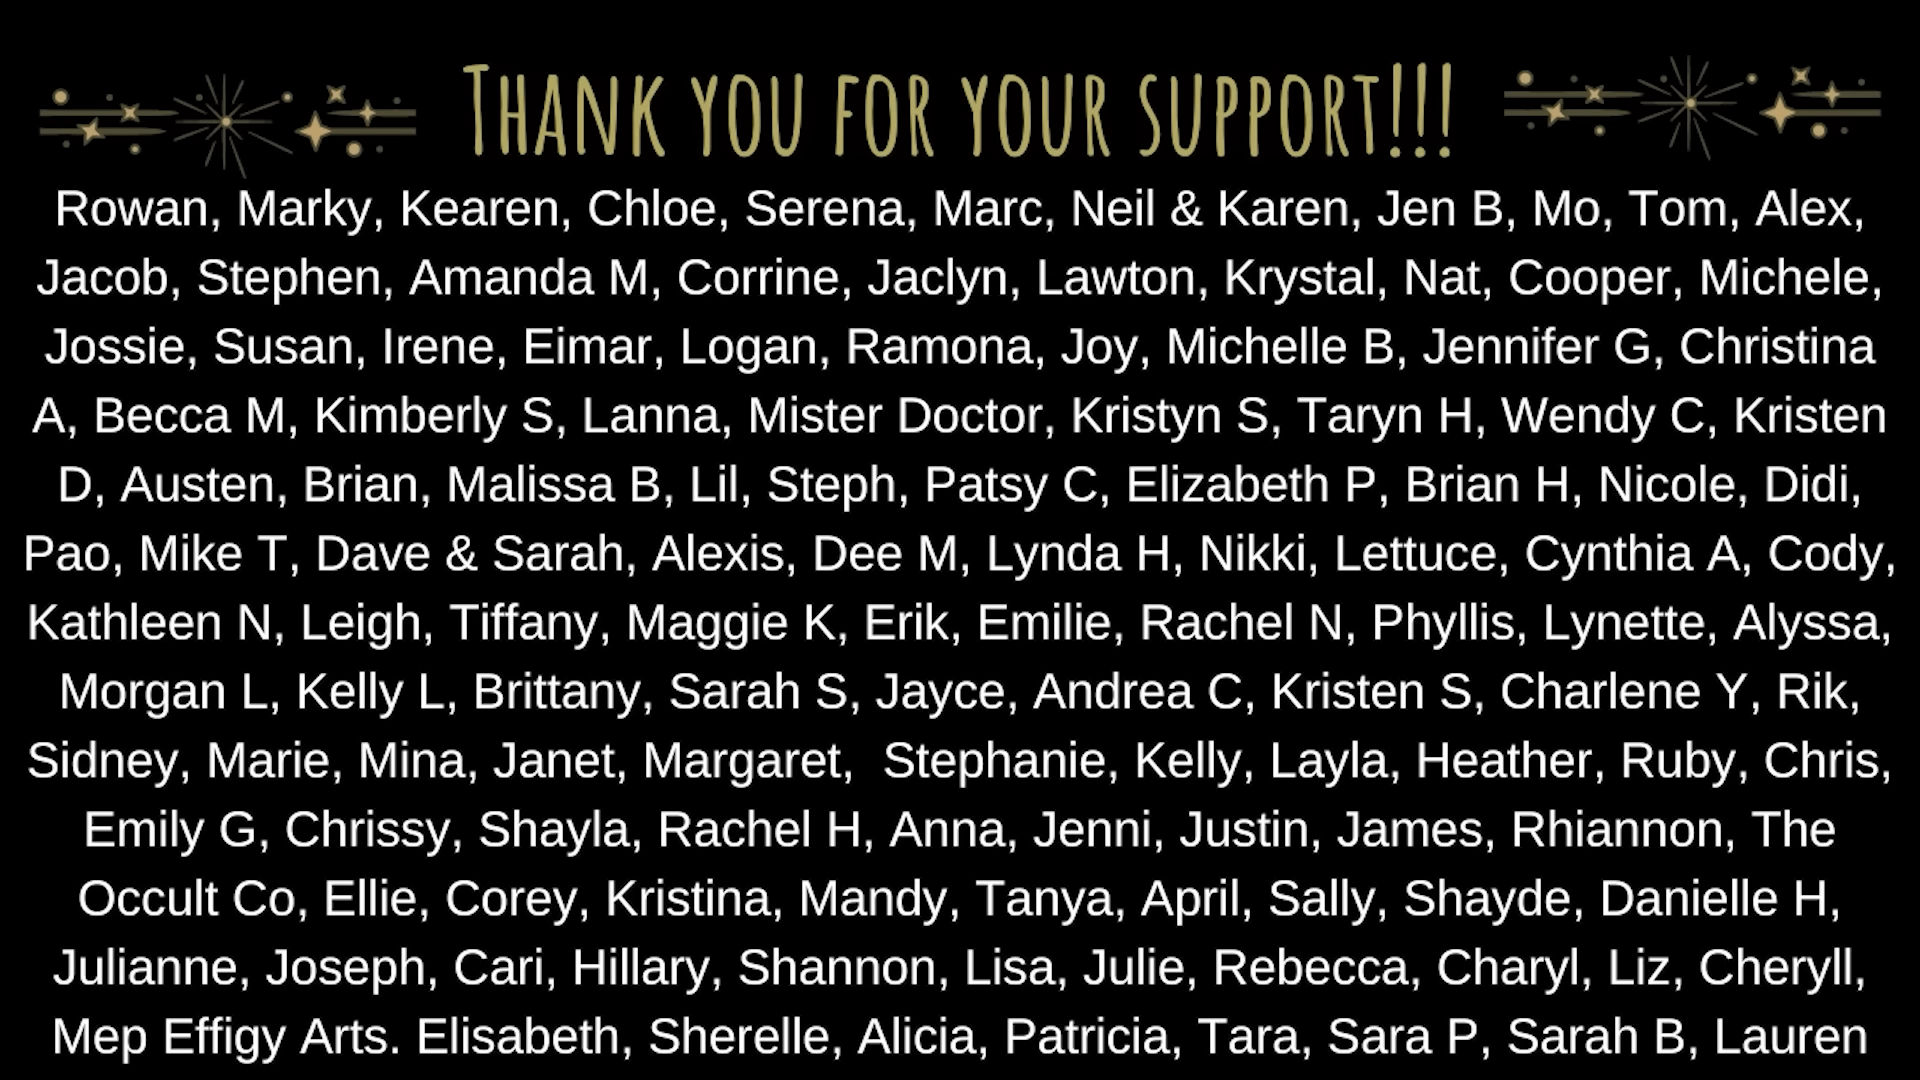 Thank you for your support!!!
Rowan, Marky, Kearen, Chloe, Serena, Marc, Neil & Karen, Jen B, Mo, Tom, Alex,
Jacob, Stephen, Amanda M, Corrine, Jaclyn, Lawton, Krystal, Nat, Cooper, Michele,
Jossie, Susan, Irene, Eimar, Logan, Ramona, Joy, Michelle B, Jennifer G, Christina
A, Becca M, Kimberly S, Lanna, Mister Doctor, Kristyn S, Taryn H, Wendy C, Kristen
D, Austen, Brian, Malissa B, Lil, Steph, Patsy C, Elizabeth P, Brian H, Nicole, Didi,
Pao, Mike T, Dave & Sarah, Alexis, Dee M, Lynda H, Nikki, Lettuce, Cynthia A, Cody,
Kathleen N, Leigh, Tiffany, Maggie K, Erik, Emilie, Rachel N, Phyllis, Lynette, Alyssa,
Morgan L, Kelly L, Brittany, Sarah S, Jayce, Andrea C, Kristen S, Charlene Y, Rik,
Sidney, Marie, Mina, Janet, Margaret,  Stephanie, Kelly, Layla, Heather, Ruby, Chris,
Emily G, Chrissy, Shayla, Rachel H, Anna, Jenni, Justin, James, Rhiannon, The
Occult Co, Ellie, Corey, Kristina, Mandy, Tanya, April, Sally, Shayde, Danielle H,
Julianne, Joseph, Cari, Hillary, Shannon, Lisa, Julie, Rebecca, Charyl, Liz, Cheryll,
Mep Effigy Arts. Elisabeth, Sherelle, Alicia, Patricia, Tara, Sara P, Sarah B, Lauren